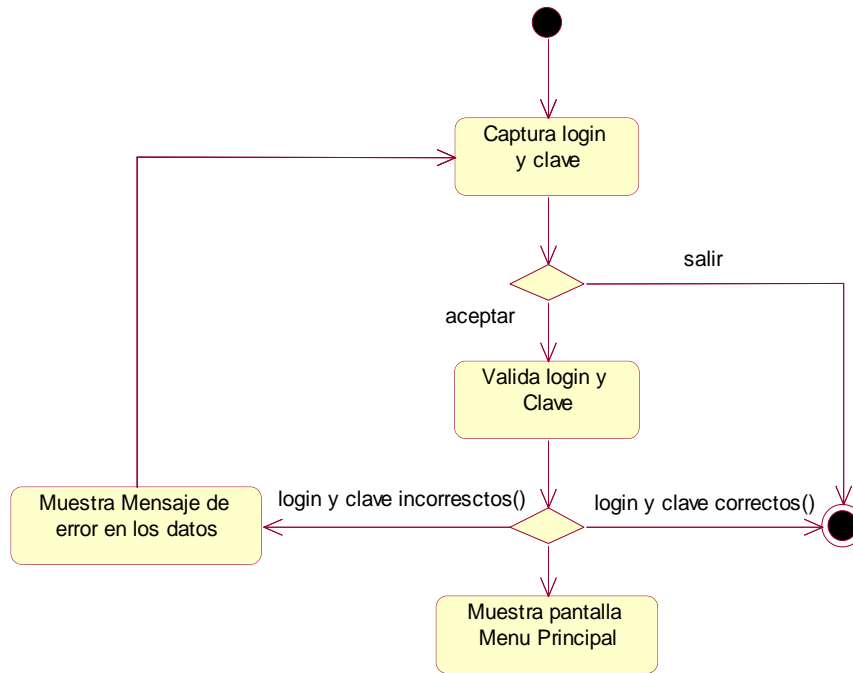 Captura login
y clave
salir
aceptar
Valida login y
Clave
Muestra Mensaje de
error en los datos
login y clave incorresctos()
login y clave correctos()
Muestra pantalla
Menu Principal